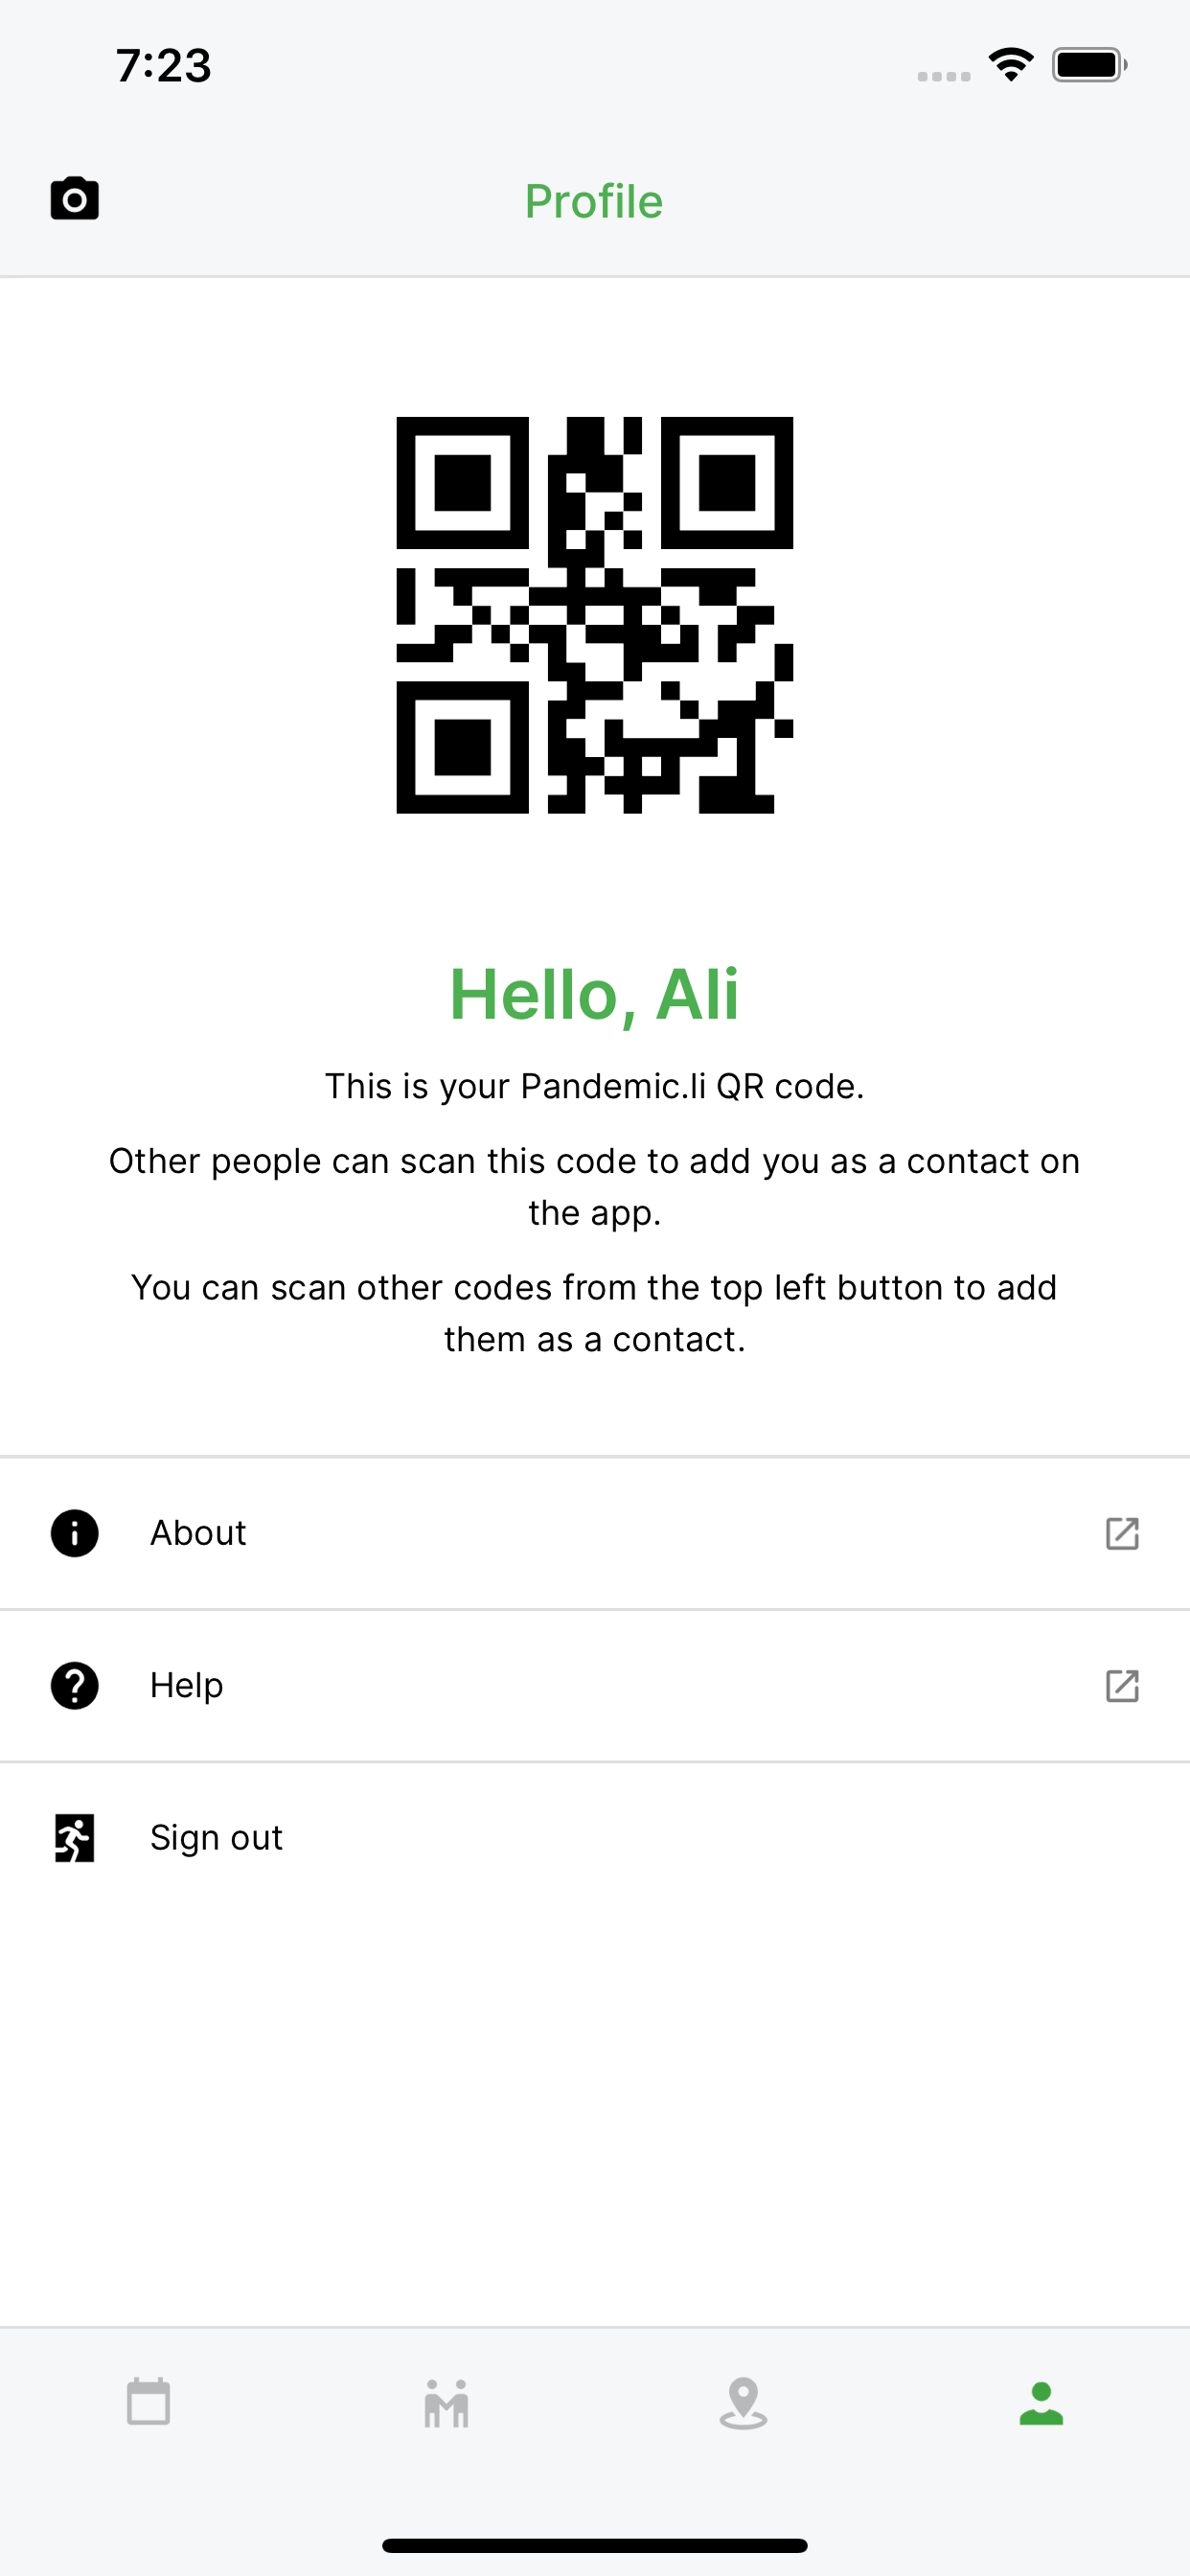 7:23
Profile
Hello, Ali
This is your Pandemic.li QR code.
Other people can scan this code to add you as a contact on
the app.
You can scan other codes from the top left button to add
them as a contact.
About
Help
Sign out